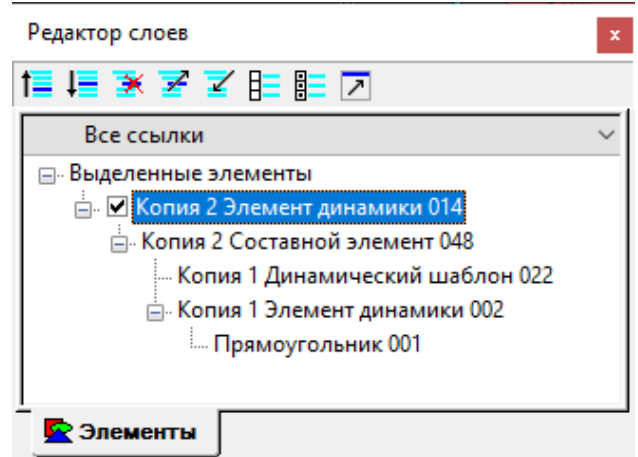 Редактор слоев
x
Все ссылки
Выделенные элементы
Копия 2 Элемент динамики 014
Копия 2 Составной элемент 048
Копия 1 Динамический шаблон 022
Копия 1 Элемент динамики 002
Прямоугольник 001
Элементы